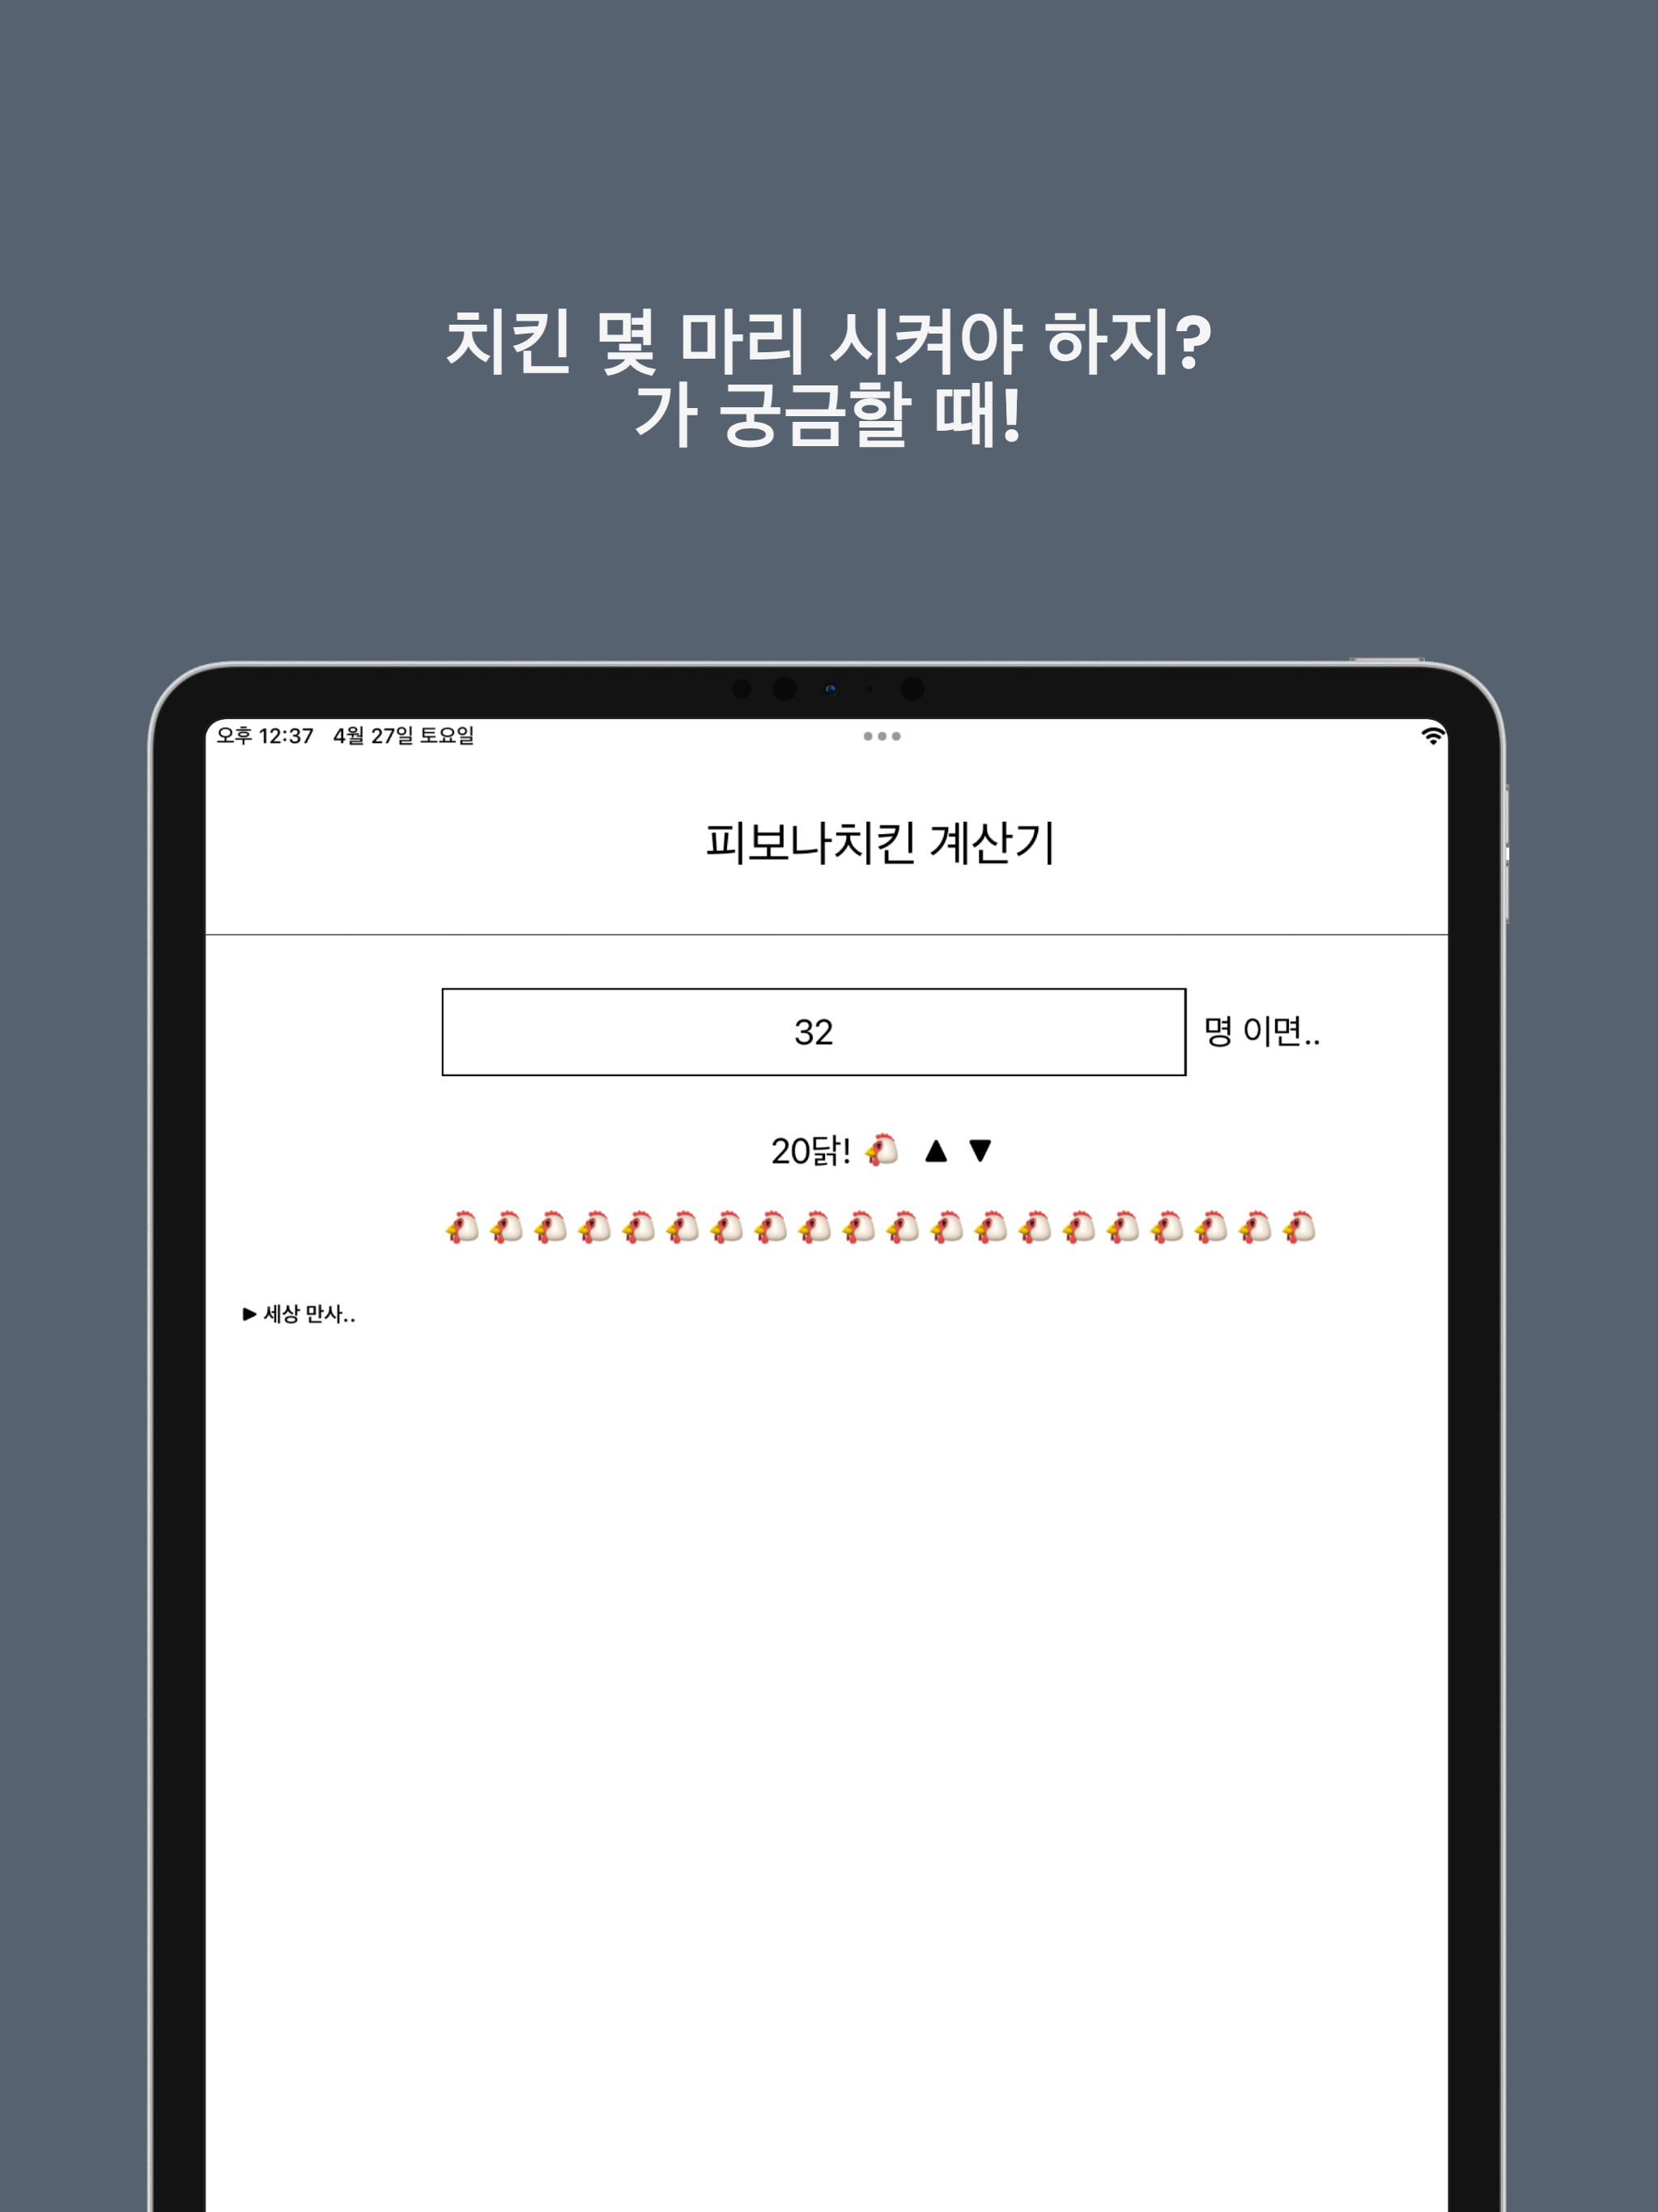 치킨 몇 마리 시켜야 하지?
가 궁금할 때!
오후 12:37 4월 27일 토요일
피보나치킨 계산기
32 명 이면..
20닭! 🐔 ▲ ▼
🐔🐔🐔🐔🐔🐔🐔🐔🐔🐔🐔🐔🐔🐔🐔🐔🐔🐔🐔🐔
▶ 세상 만사..